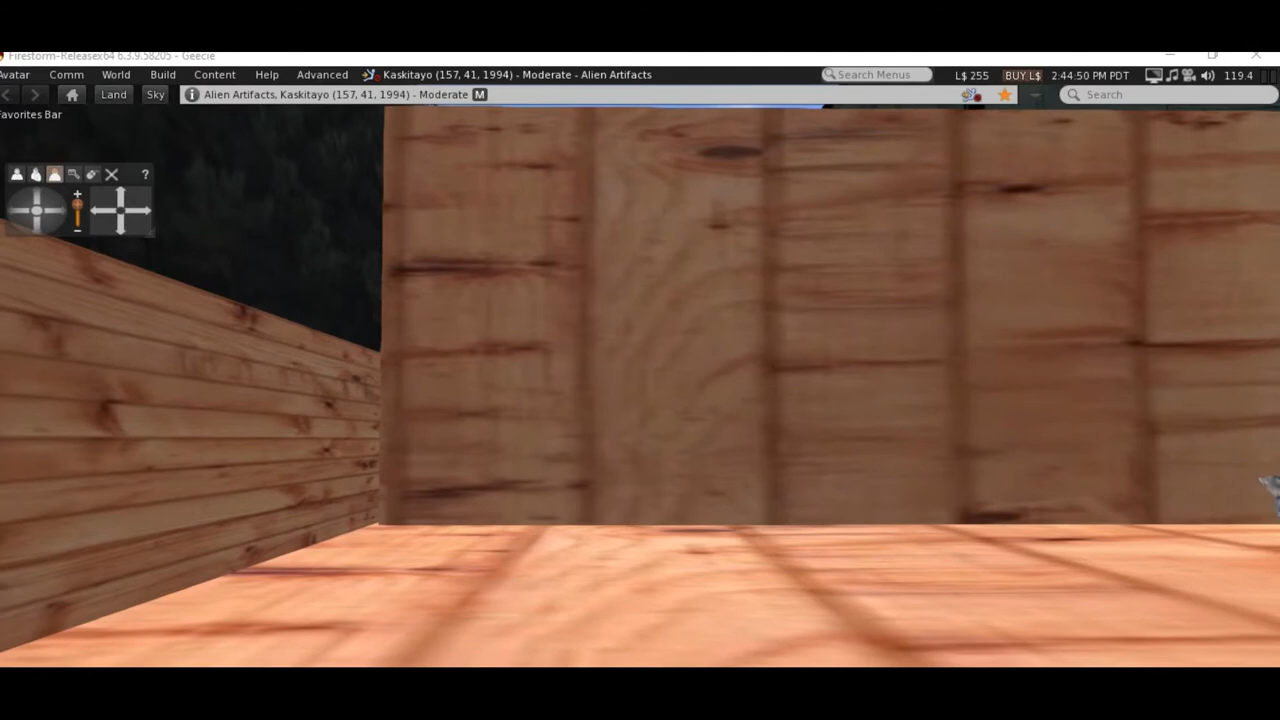 Firestorm-Releasex64 6.3.9.58205 - Geecie
Avatar Comm World Build Content Help Advanced Kaskitayo (157, 41, 1994) - Moderate - Alien Artifacts Search Menus L$ 255 BUY L$ 2:44:50 PM PDT 119.4
Land Sky Alien Artifacts, Kaskitayo (157, 41, 1994) - Moderate M Search
Favorites Bar
?